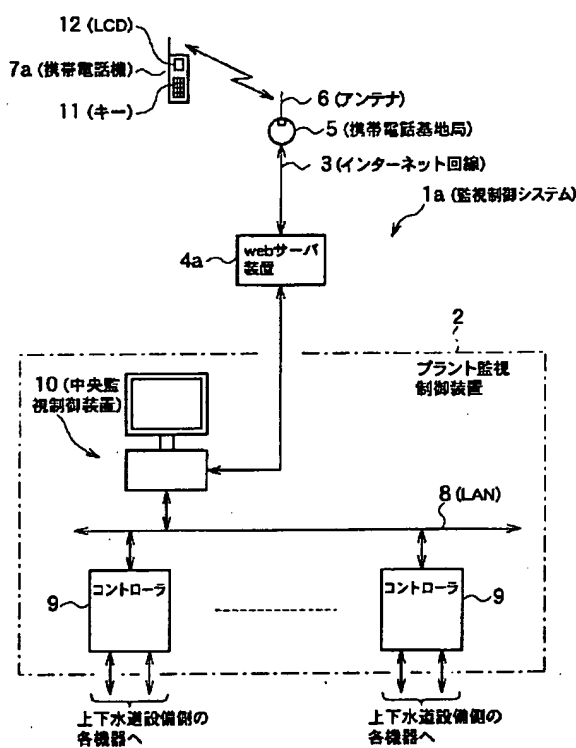 12 (LCD)
7a (携帯電話機)
11 (キー)
6 (アンテナ)
5 (携帯電話基地局)
3 (インターネット回線)
1a (監視制御システム)
webサーバ
装置
4a
2
プラント監視
制御装置
10 (中央監
視制御装置)
8 (LAN)
コントローラ
9
コントローラ
9
上下水道設備側の
各機器へ
上下水道設備側の
各機器へ